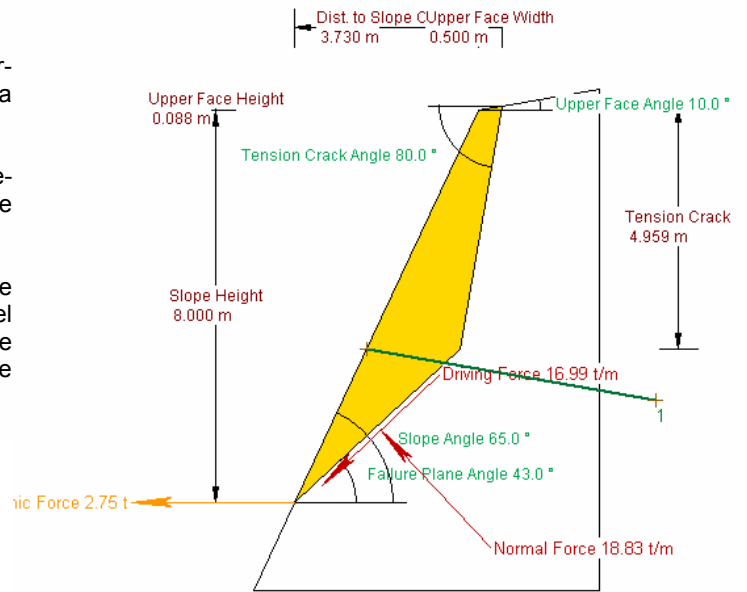 Dist. to Slope C Upper Face Width
3.730 m 0.500 m
r-
a
e-
e
e
el
e
e
Upper Face Height
0.088 m
Upper Face Angle 10.0 °
Tension Crack Angle 80.0 °
Tension Crack
4.959 m
Slope Height
8.000 m
Driving Force 16.99 t/m
1
Slope Angle 65.0 °
Failure Plane Angle 43.0 °
nic Force 2.75 t
Normal Force 18.83 t/m